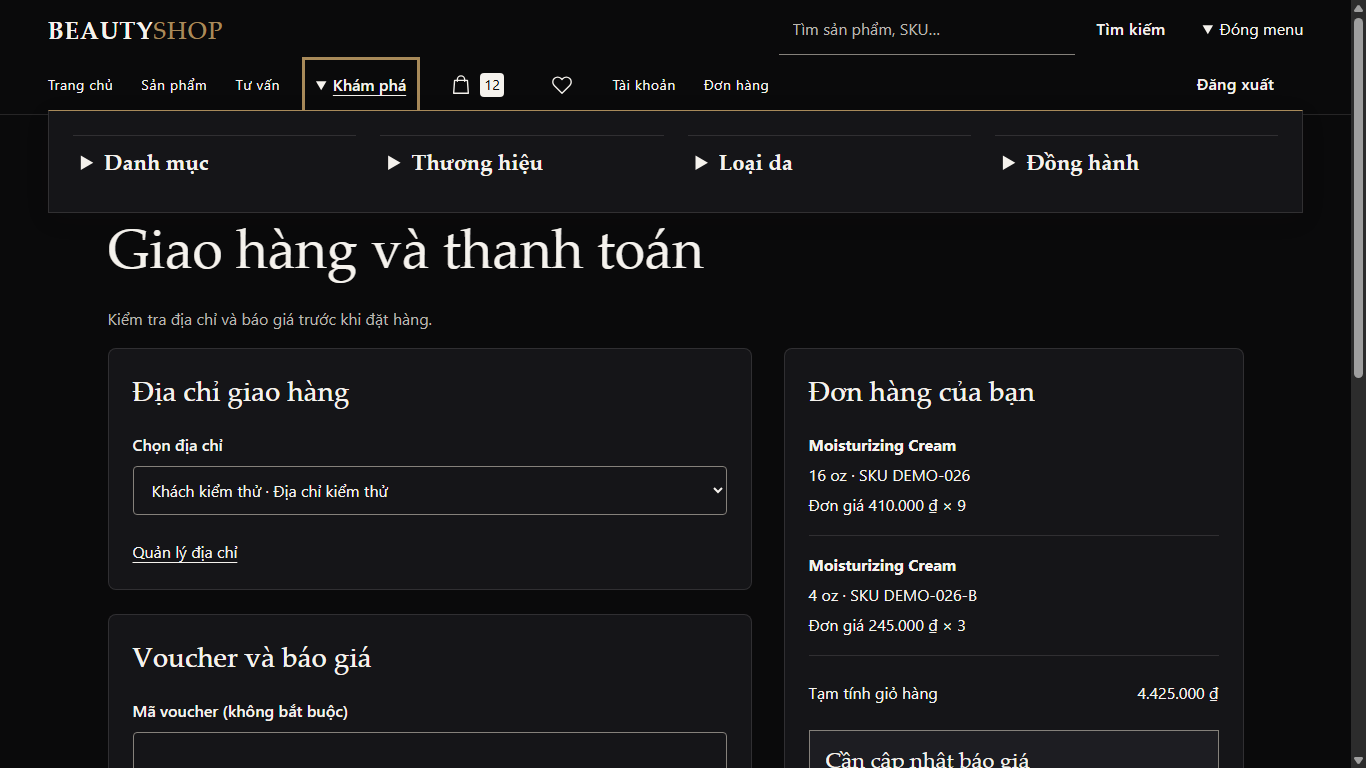 BEAUTYSHOP
Tìm sản phẩm, SKU...
Tìm kiếm
▼ Đóng menu
Trang chủ
Sản phẩm
Tư vấn
▼ Khám phá
12
Tài khoản
Đơn hàng
Đăng xuất
▶ Danh mục
▶ Thương hiệu
▶ Loại da
▶ Đồng hành
Giao hàng và thanh toán
Kiểm tra địa chỉ và báo giá trước khi đặt hàng.
Địa chỉ giao hàng
Chọn địa chỉ
Khách kiểm thử · Địa chỉ kiểm thử
Quản lý địa chỉ
Voucher và báo giá
Mã voucher (không bắt buộc)
Đơn hàng của bạn
Moisturizing Cream
16 oz · SKU DEMO-026
Đơn giá 410.000 ₫ × 9
Moisturizing Cream
4 oz · SKU DEMO-026-B
Đơn giá 245.000 ₫ × 3
Tạm tính giỏ hàng
4.425.000 ₫
Cần cập nhật báo giá